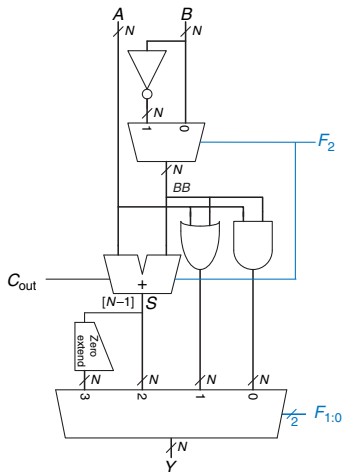 A B
N N
N
1 0
F2
N
BB
Cout
+
[N–1] S
Zero
extend
N N N N
3 2 1 0
2 F1:0
N
Y